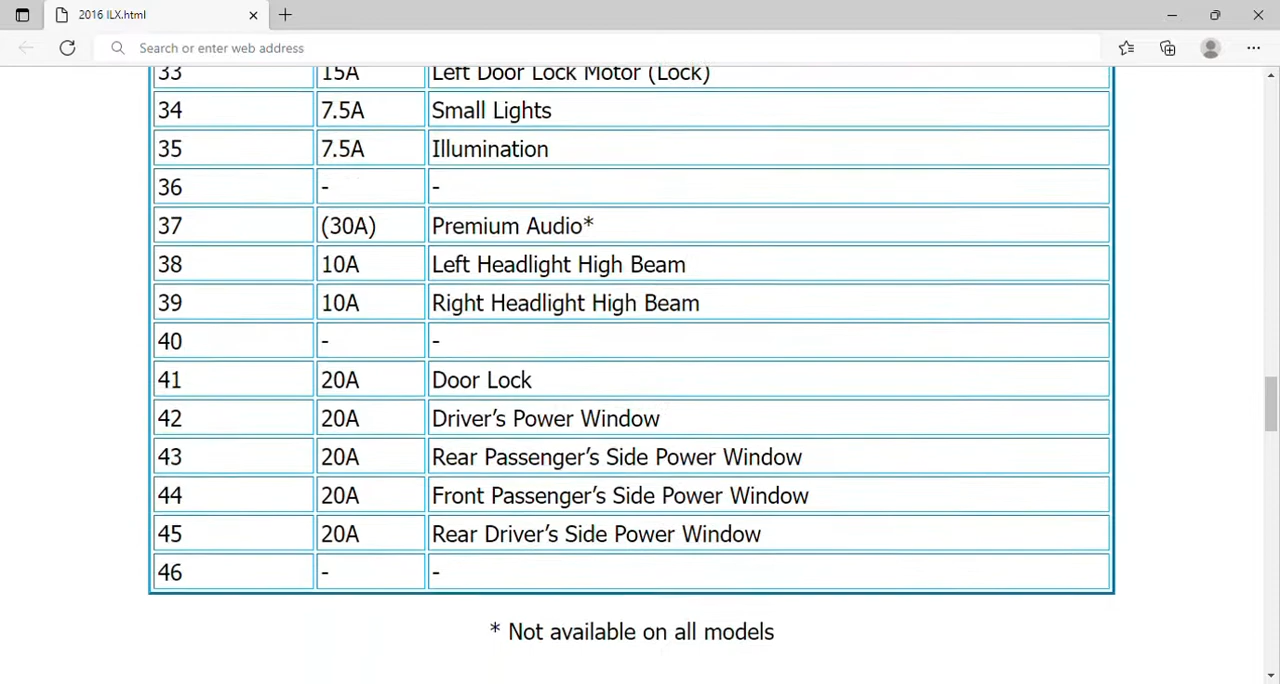 2016 ILX.html
Search or enter web address
33 15A Left Door Lock Motor (Lock)
34 7.5A Small Lights
35 7.5A Illumination
36 - -
37 (30A) Premium Audio*
38 10A Left Headlight High Beam
39 10A Right Headlight High Beam
40 - -
41 20A Door Lock
42 20A Driver’s Power Window
43 20A Rear Passenger’s Side Power Window
44 20A Front Passenger’s Side Power Window
45 20A Rear Driver’s Side Power Window
46 - -
* Not available on all models